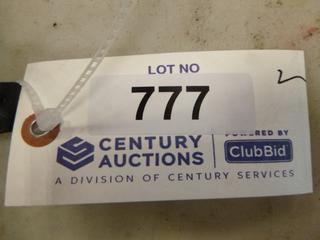 LOT NO
777
CENTURY AUCTIONS
POWERED BY
ClubBid
A DIVISION OF CENTURY SERVICES